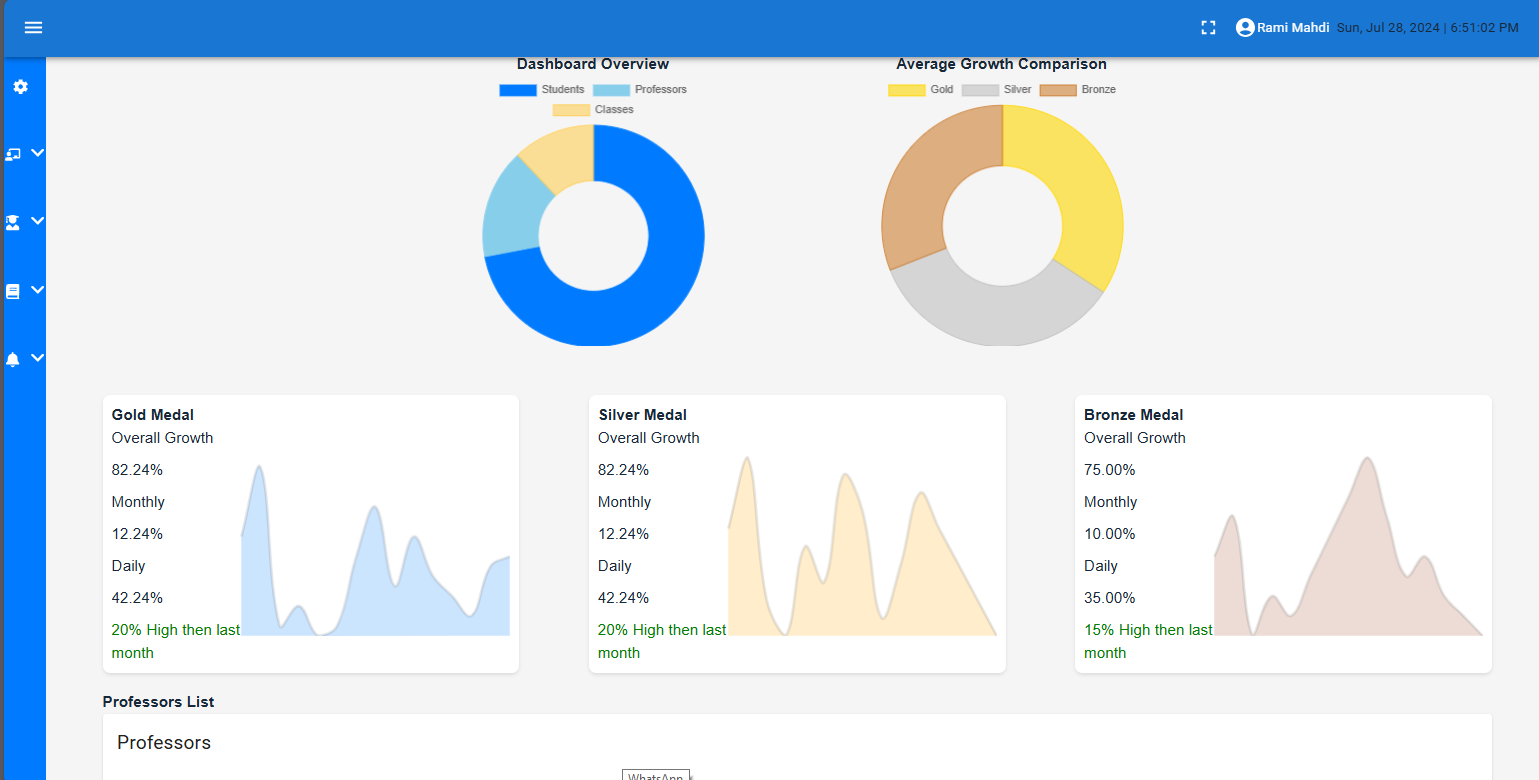 Rami Mahdi Sun, Jul 28, 2024 | 6:51:02 PM
Dashboard Overview
Students Professors
Classes
Average Growth Comparison
Gold Silver Bronze
Gold Medal
Overall Growth
82.24%
Monthly
12.24%
Daily
42.24%
20% High then last
month
Silver Medal
Overall Growth
82.24%
Monthly
12.24%
Daily
42.24%
20% High then last
month
Bronze Medal
Overall Growth
75.00%
Monthly
10.00%
Daily
35.00%
15% High then last
month
Professors List
Professors
WhatsApp